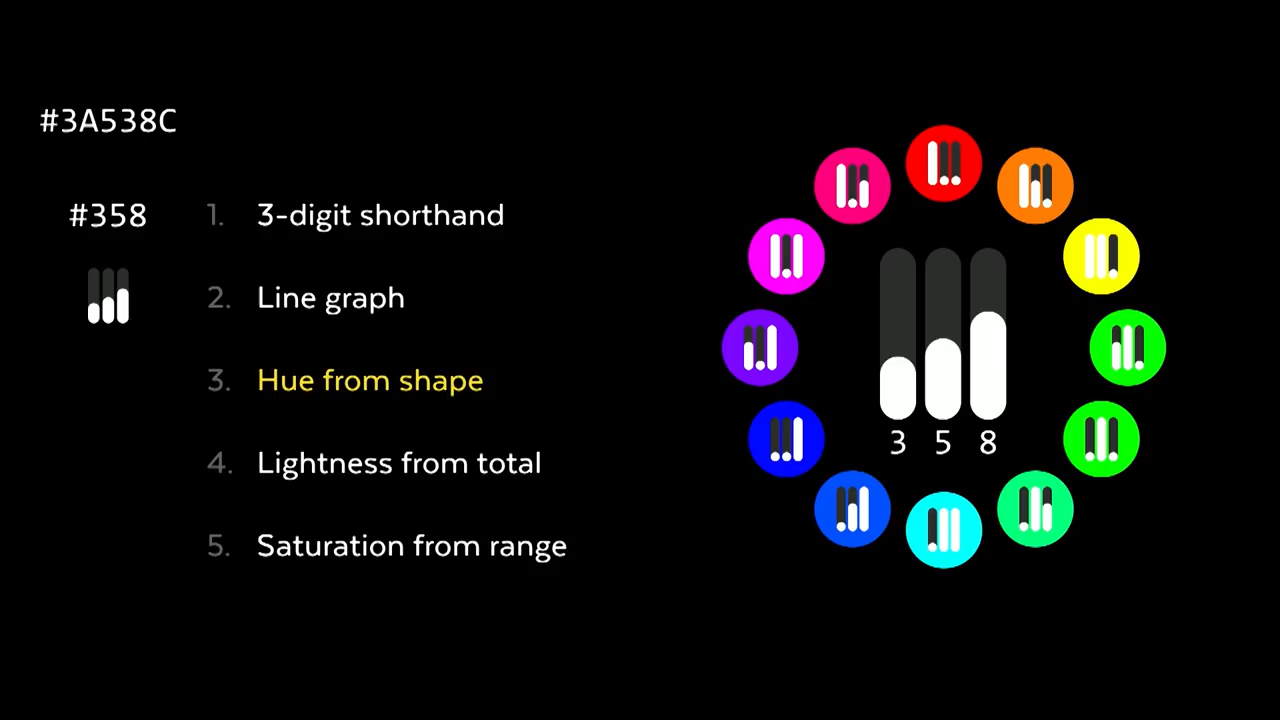 #3A538C
#358
1. 3-digit shorthand
2. Line graph
3. Hue from shape
4. Lightness from total
5. Saturation from range
3 5 8